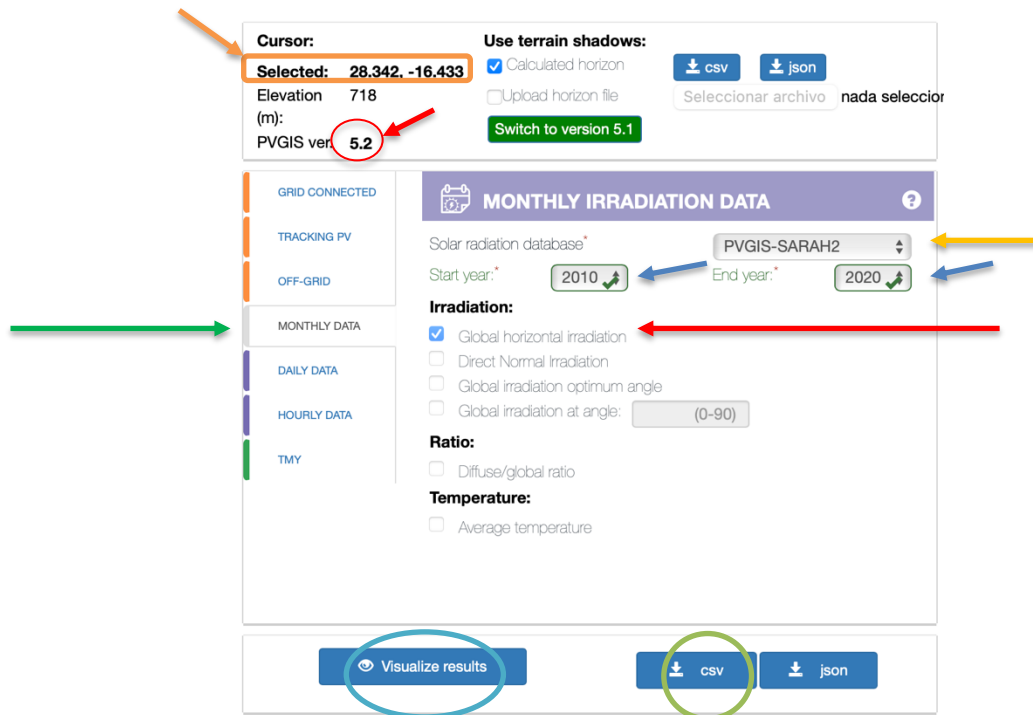 Cursor:
Selected: 28.342, -16.433
Elevation (m): 718
PVGIS ver. 5.2
Use terrain shadows:
Calculated horizon
csv
json
Upload horizon file
Seleccionar archivo nada seleccior
Switch to version 5.1
GRID CONNECTED
TRACKING PV
OFF-GRID
MONTHLY DATA
DAILY DATA
HOURLY DATA
TMY
MONTHLY IRRADIATION DATA ?
Solar radiation database* PVGIS-SARAH2
Start year:* 2010 End year:* 2020
Irradiation:
Global horizontal irradiation
Direct Normal Irradiation
Global irradiation optimum angle
Global irradiation at angle: (0-90)
Ratio:
Diffuse/global ratio
Temperature:
Average temperature
Visualize results
csv
json